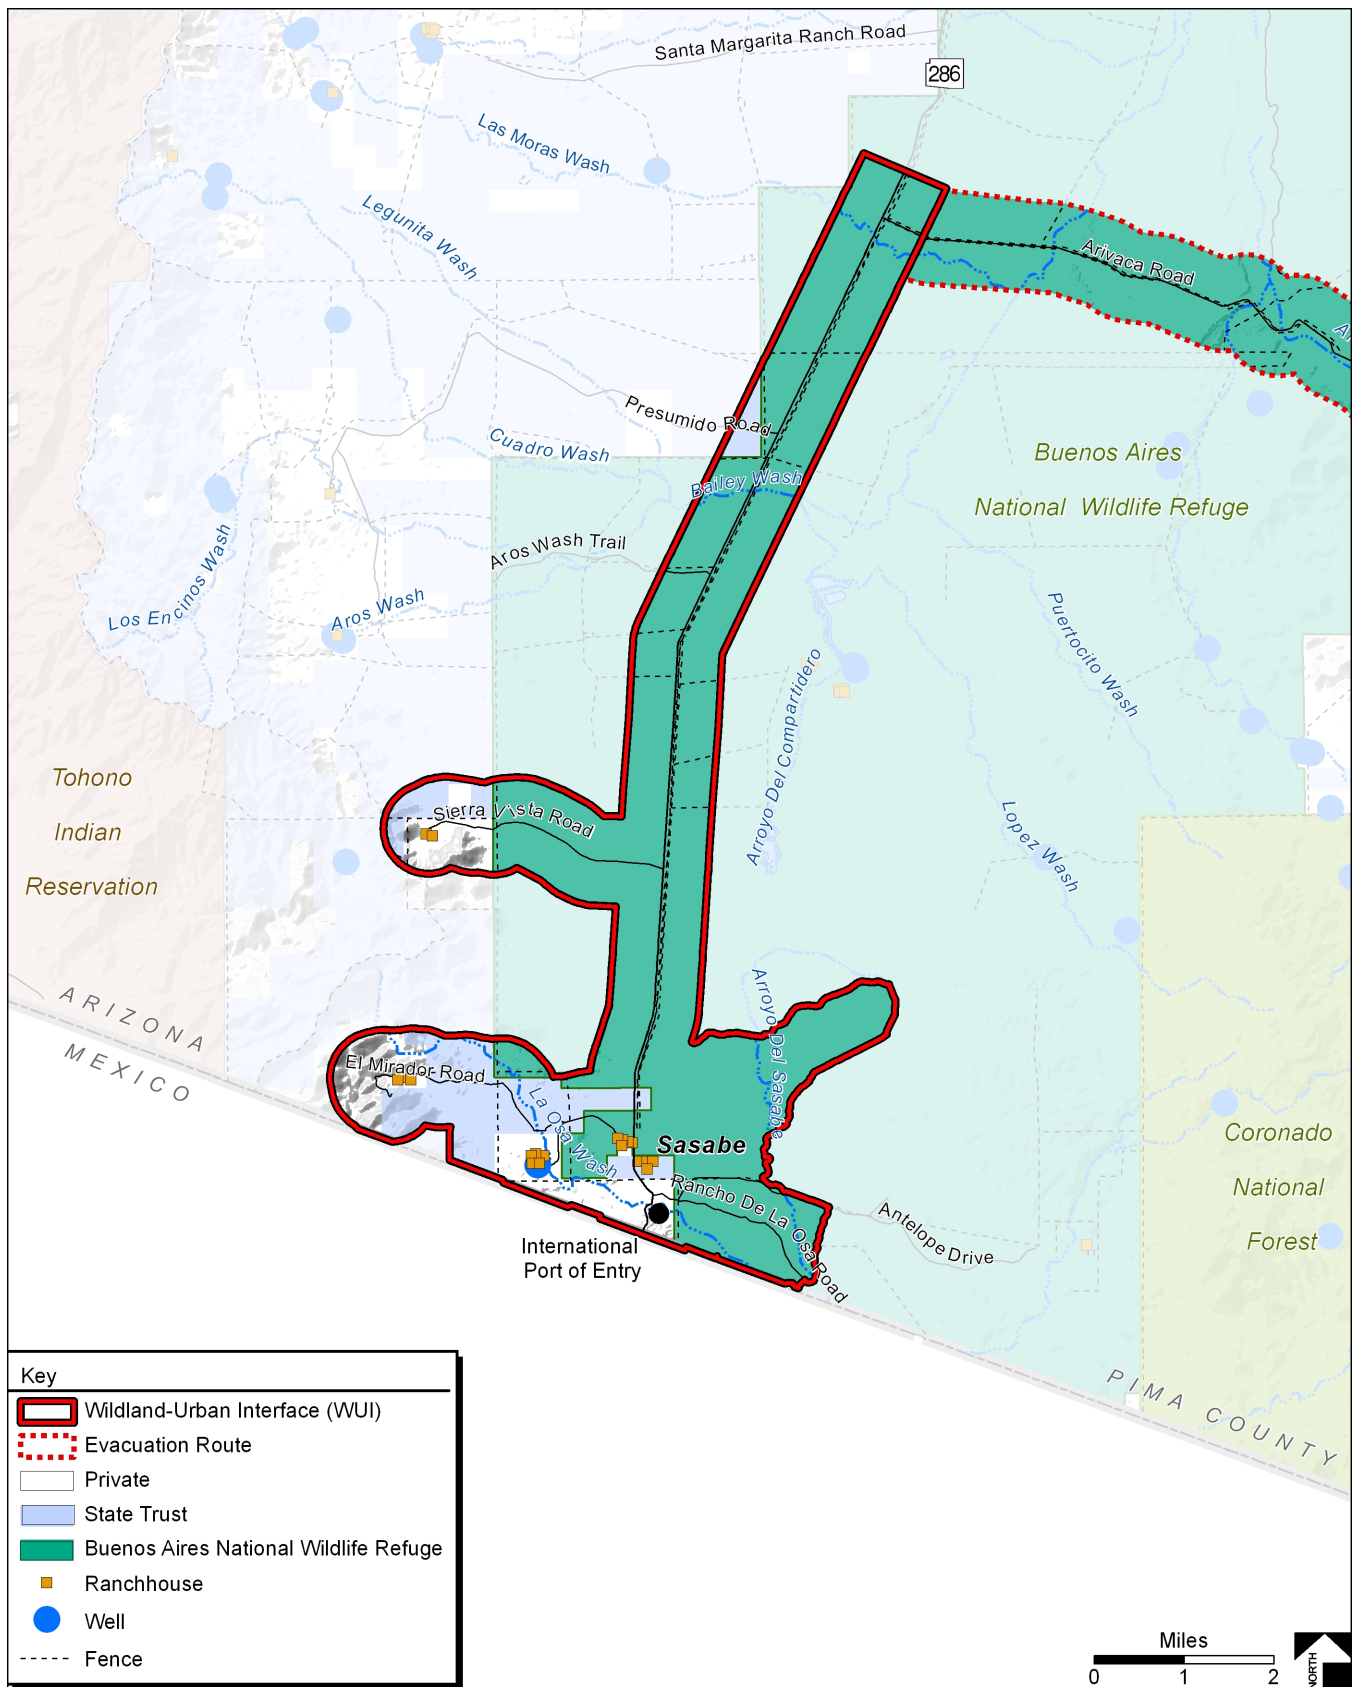 Santa Margarita Ranch Road
286
Las Moras Wash
Legunita Wash
Arivaca Road
Presumido Road
Cuadro Wash
Bailey Wash
Buenos Aires
National Wildlife Refuge
Aros Wash Trail
Los Encinos Wash
Aros Wash
Puertocito Wash
Arroyo Del Compartidero
Tohono
Indian
Reservation
Sierra Vista Road
Lopez Wash
ARIZONA
MEXICO
Arroyo Del Sasabe
El Mirador Road
La Osa Wash
Sasabe
Coronado
National
Forest
Rancho De La Osa Road
Antelope Drive
International
Port of Entry
PIMA COUNTY
Key
Wildland-Urban Interface (WUI)
Evacuation Route
Private
State Trust
Buenos Aires National Wildlife Refuge
Ranchhouse
Well
Fence
Miles
0 1 2
NORTH